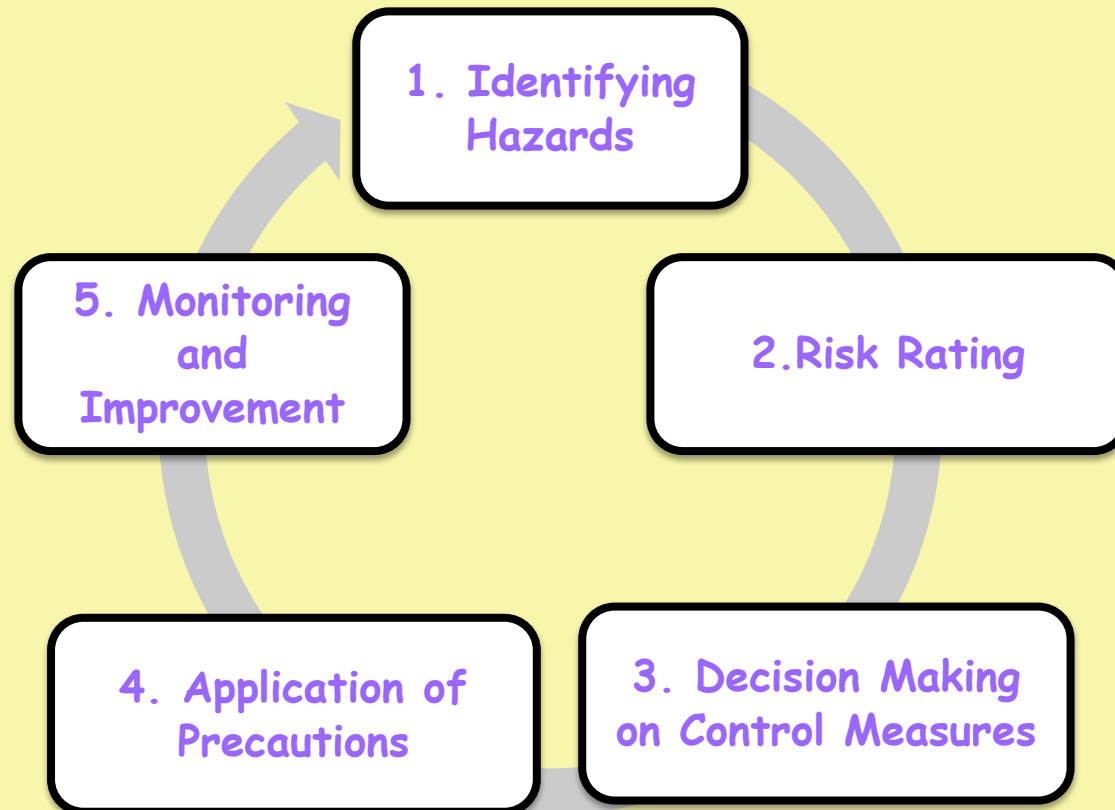 1. Identifying
Hazards
2.Risk Rating
3. Decision Making
on Control Measures
4. Application of
Precautions
5. Monitoring
and
Improvement